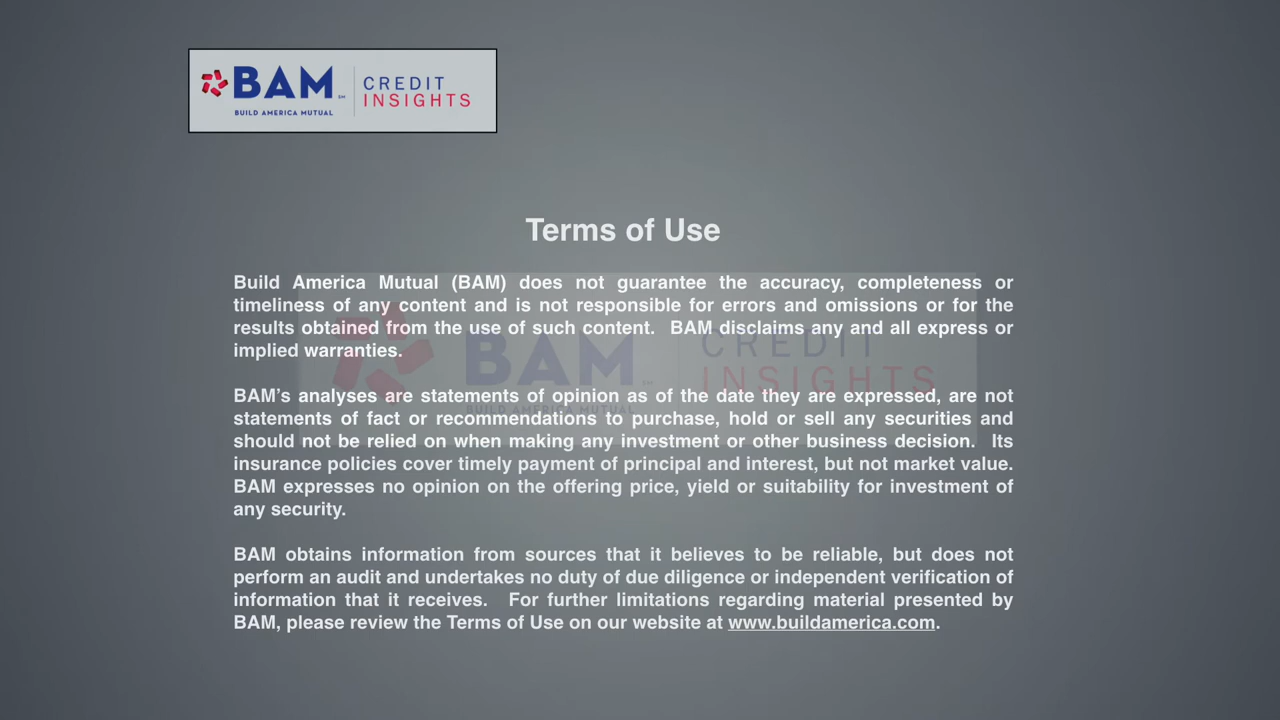 BAM SM CREDIT
INSIGHTS
BUILD AMERICA MUTUAL
Terms of Use
Build America Mutual (BAM) does not guarantee the accuracy, completeness or
timeliness of any content and is not responsible for errors and omissions or for the
results obtained from the use of such content. BAM disclaims any and all express or
implied warranties.
BAM CREDIT
INSIGHTS
BUILD AMERICA MUTUAL
BAM’s analyses are statements of opinion as of the date they are expressed, are not
statements of fact or recommendations to purchase, hold or sell any securities and
should not be relied on when making any investment or other business decision. Its
insurance policies cover timely payment of principal and interest, but not market value.
BAM expresses no opinion on the offering price, yield or suitability for investment of
any security.
BAM obtains information from sources that it believes to be reliable, but does not
perform an audit and undertakes no duty of due diligence or independent verification of
information that it receives. For further limitations regarding material presented by
BAM, please review the Terms of Use on our website at www.buildamerica.com.